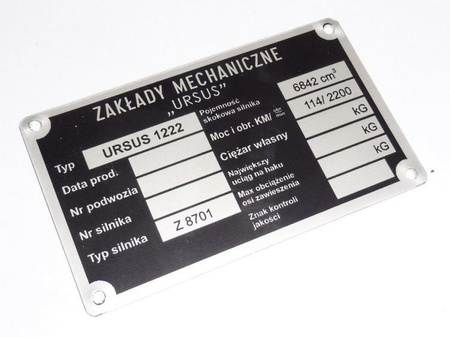 ZAKŁADY MECHANICZNE
„URSUS”
Typ URSUS 1222
Data prod.
Nr podwozia
Nr silnika
Typ silnika Z 8701
Pojemność
skokowa silnika 6842 cm³
Moc i obr. KM/ 114/ 2200
Ciężar własny kG
Największy
uciąg na haku kG
Max obciążenie
osi zawieszenia kG
Znak kontroli
jakości